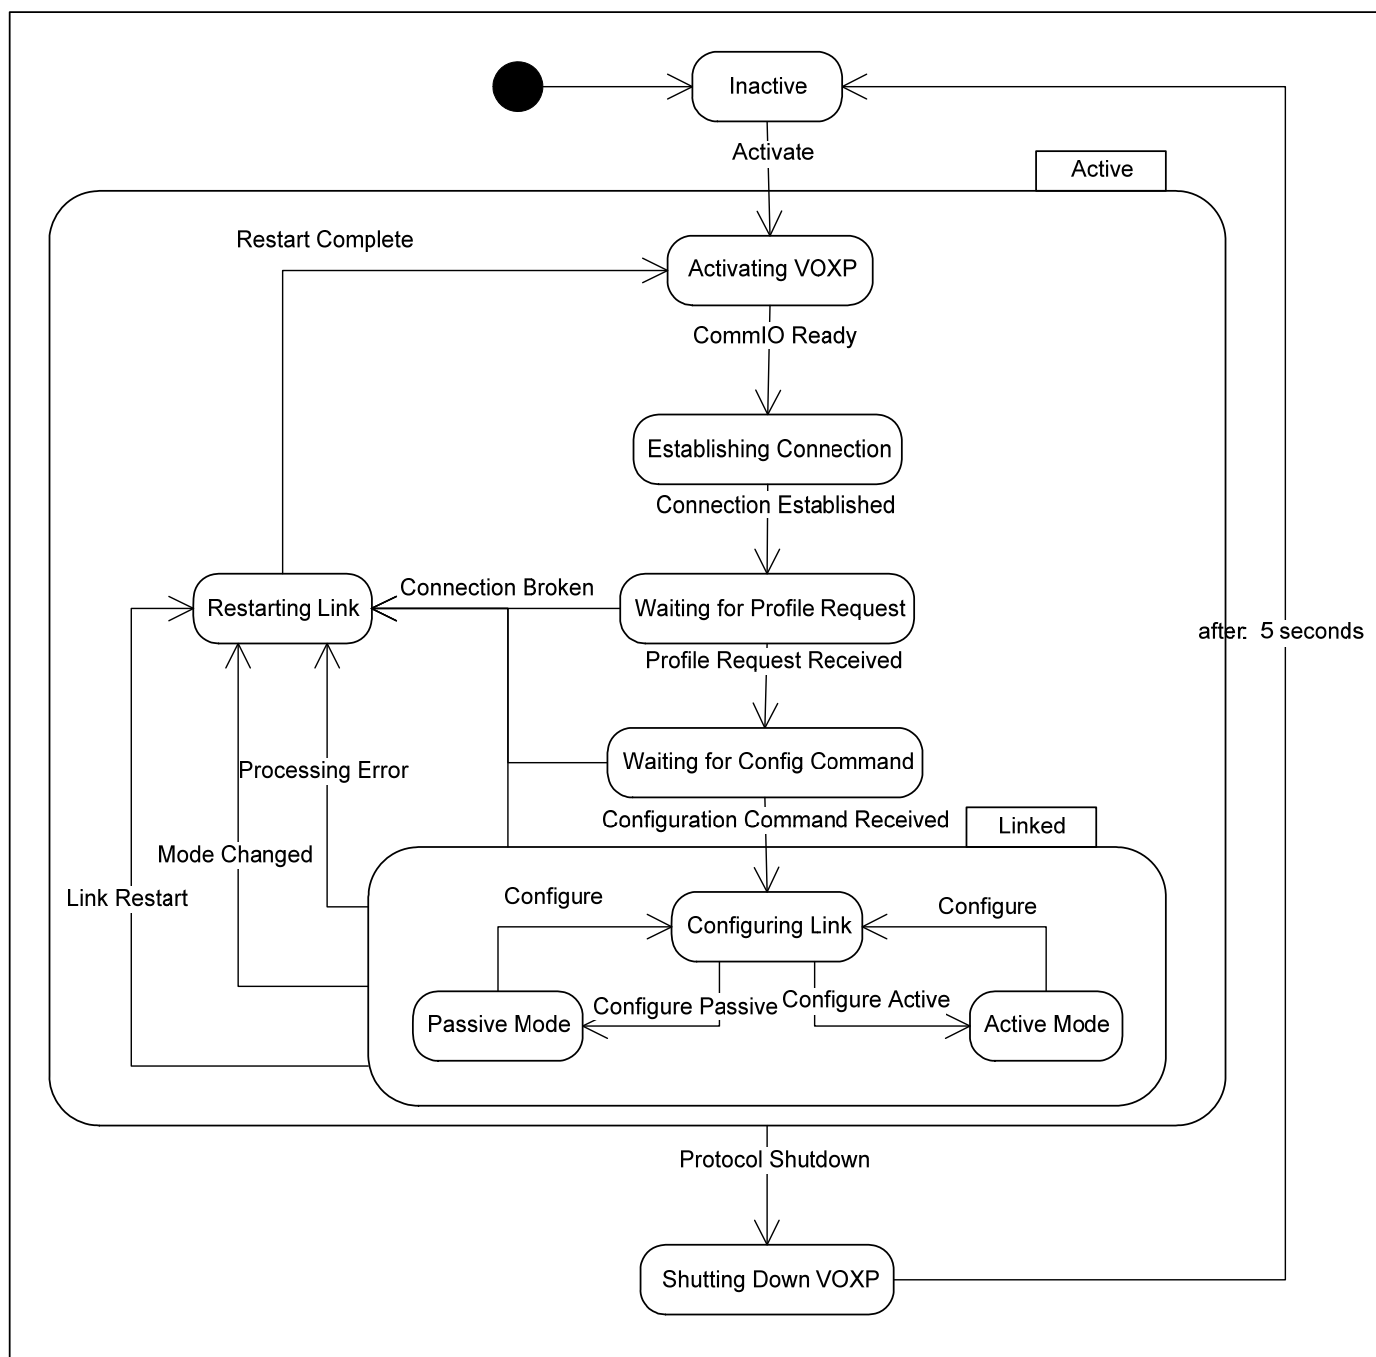 Inactive
Activate
Active
Restart Complete
Activating VOXP
CommIO Ready
Establishing Connection
Connection Established
Connection Broken
Restarting Link
Waiting for Profile Request
after: 5 seconds
Profile Request Received
Waiting for Config Command
Processing Error
Configuration Command Received
Linked
Mode Changed
Link Restart
Configure
Configure
Configuring Link
Configure Passive
Configure Active
Passive Mode
Active Mode
Protocol Shutdown
Shutting Down VOXP